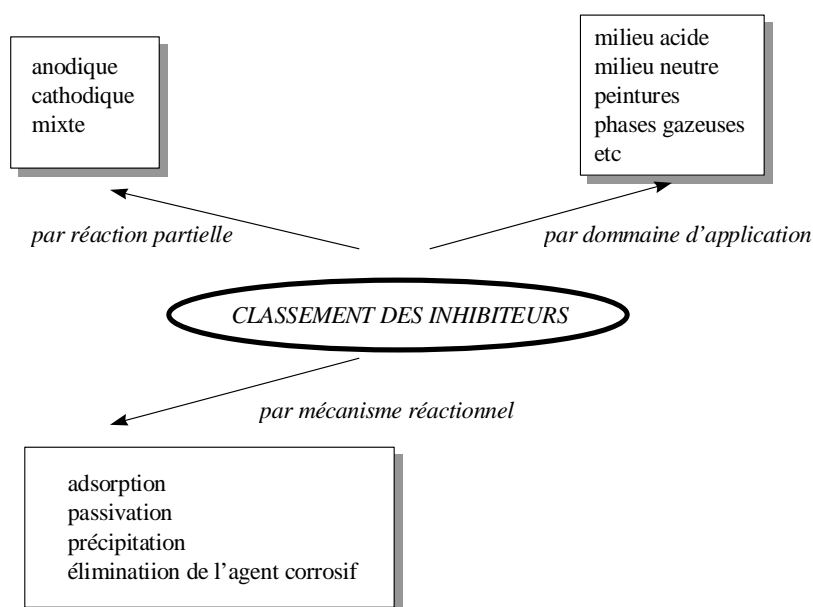 anodique
cathodique
mixte
milieu acide
milieu neutre
peintures
phases gazeuses
etc
par réaction partielle
par dommaine d'application
CLASSEMENT DES INHIBITEURS
par mécanisme réactionnel
adsorption
passivation
précipitation
éliminatiion de l'agent corrosif